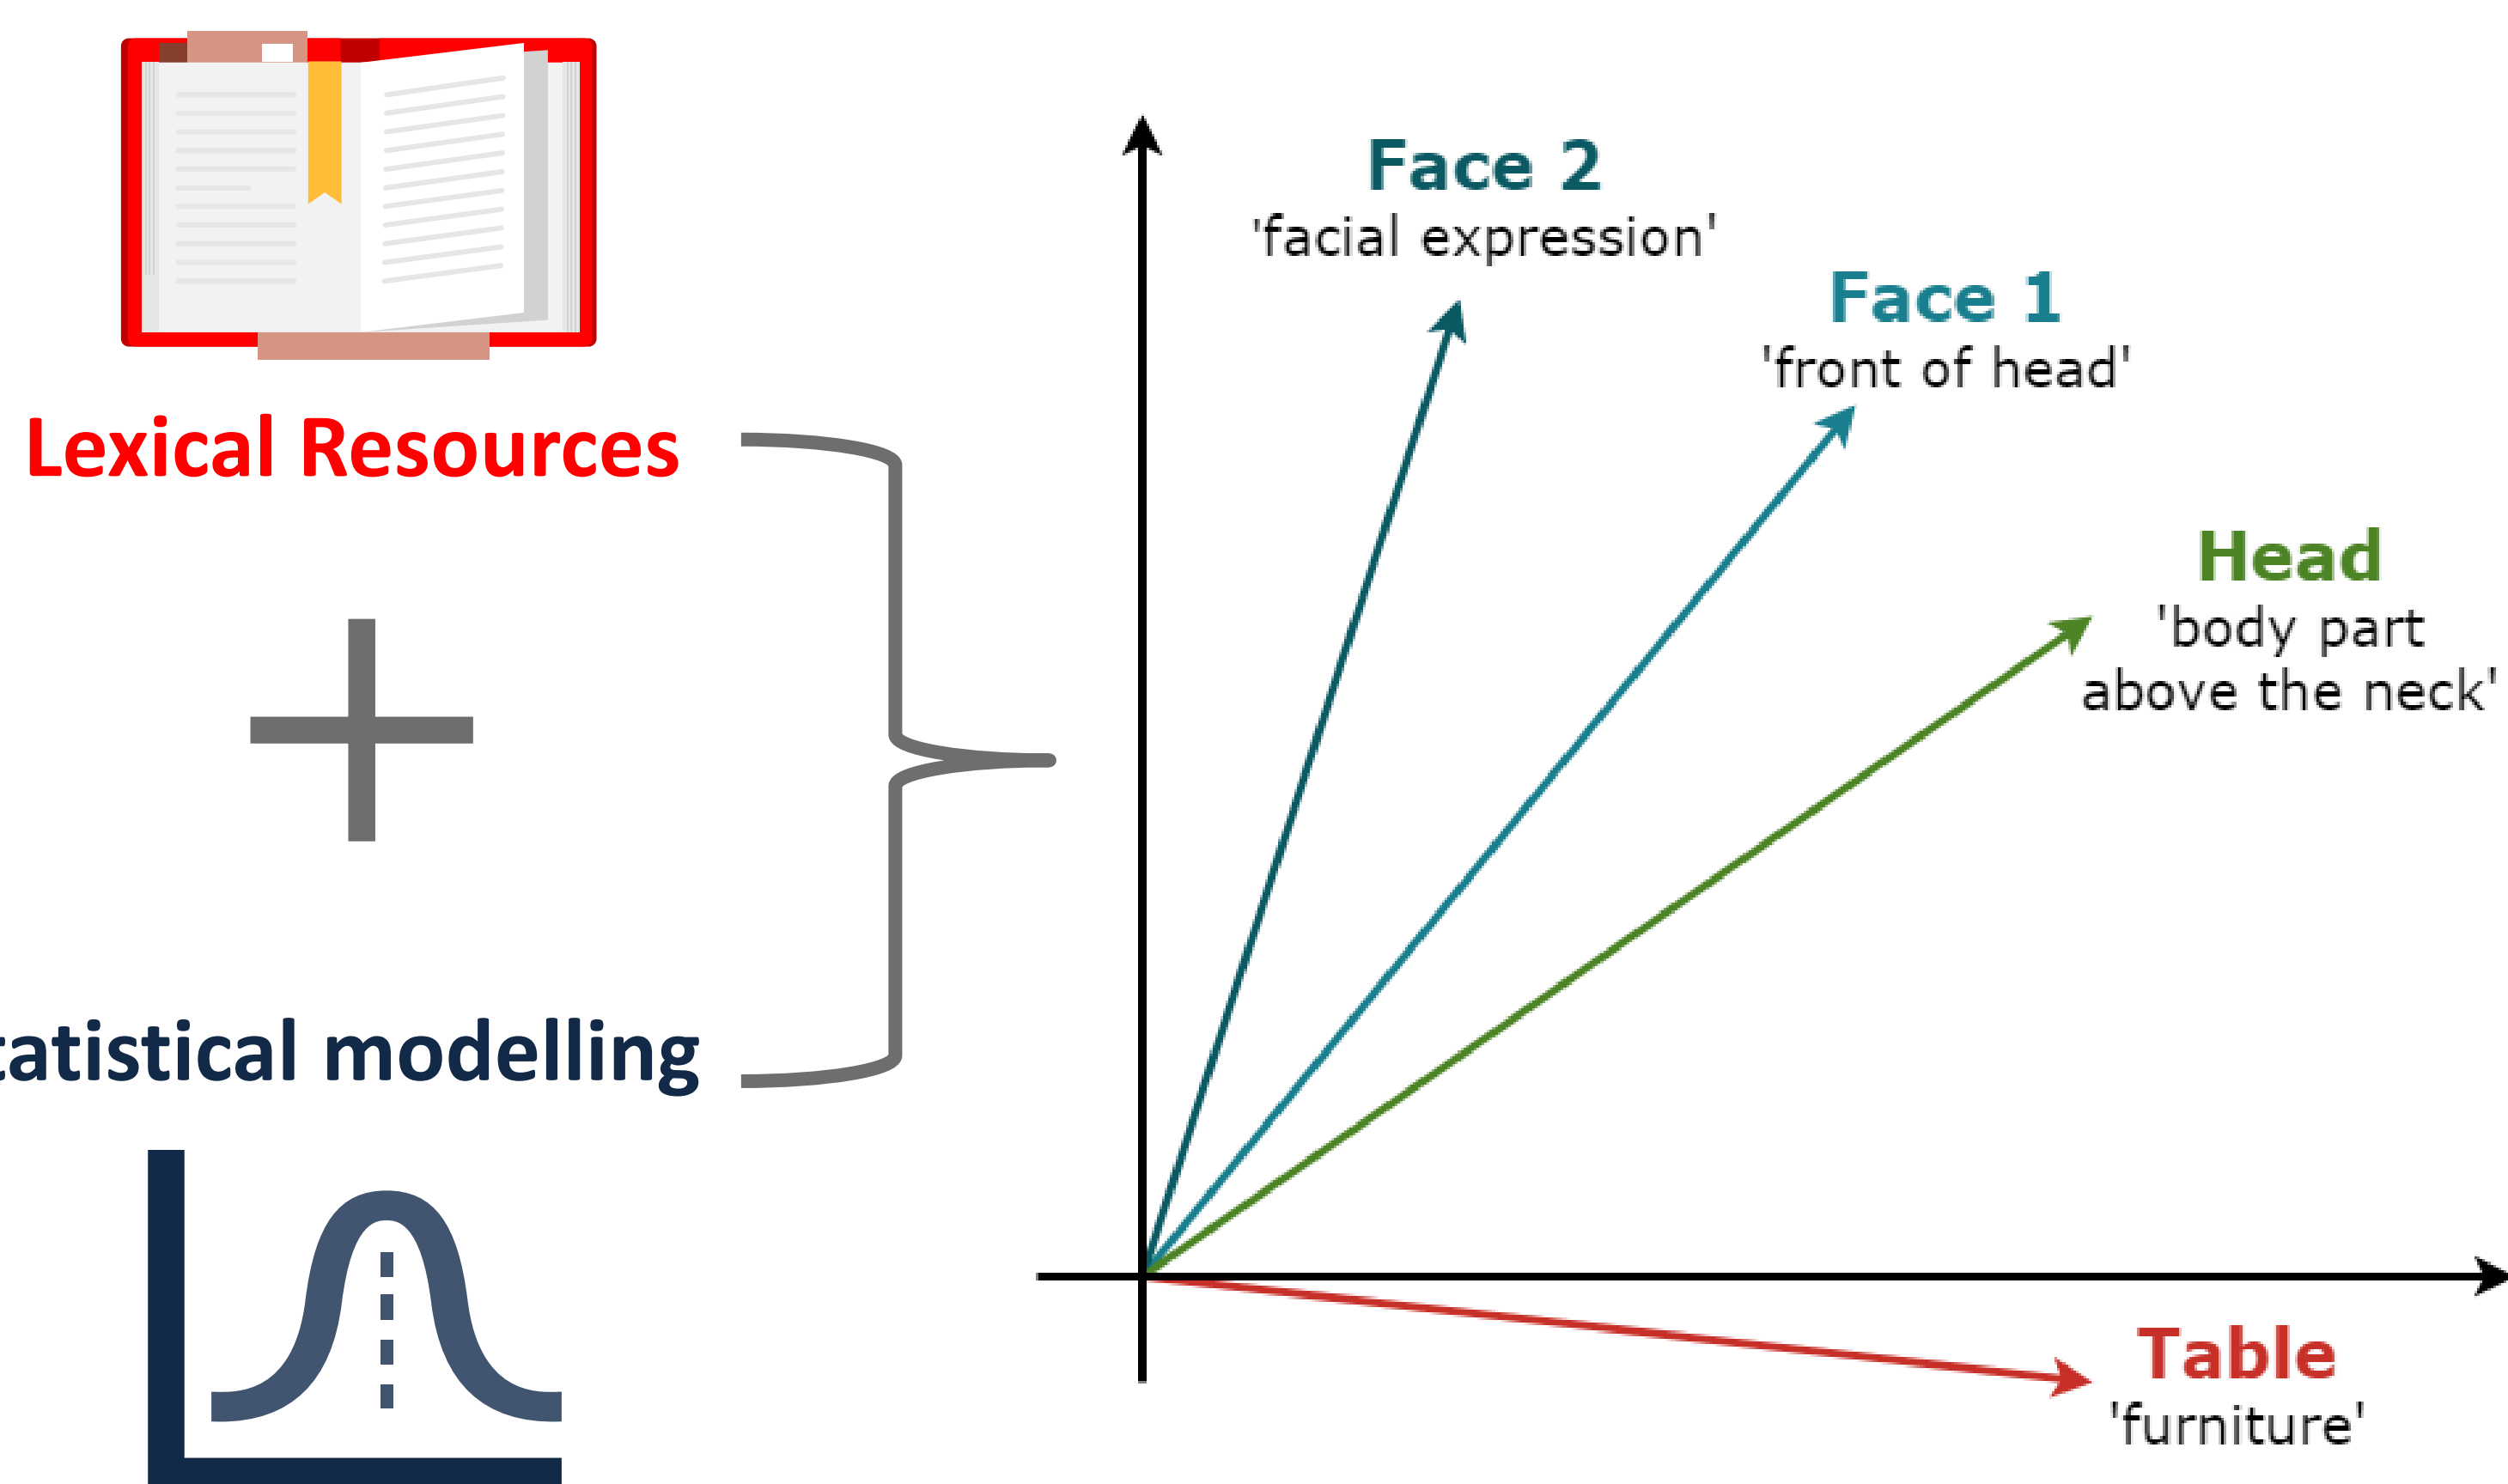 Lexical Resources
tatistical modelling
Face 2
'facial expression'
Face 1
'front of head'
Head
'body part
above the neck'
Table
'furniture'